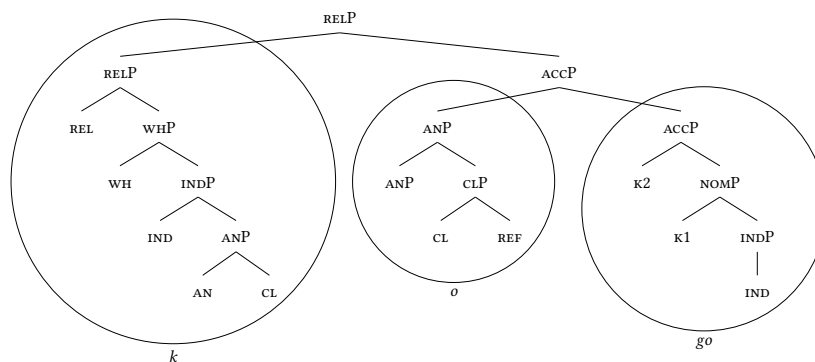 RELP
RELP ACCP
REL WHP ANP ACCP
WH INDP ANP CLP K2 NOMP
IND ANP CL REF K1 INDP
AN CL IND
o
go
k